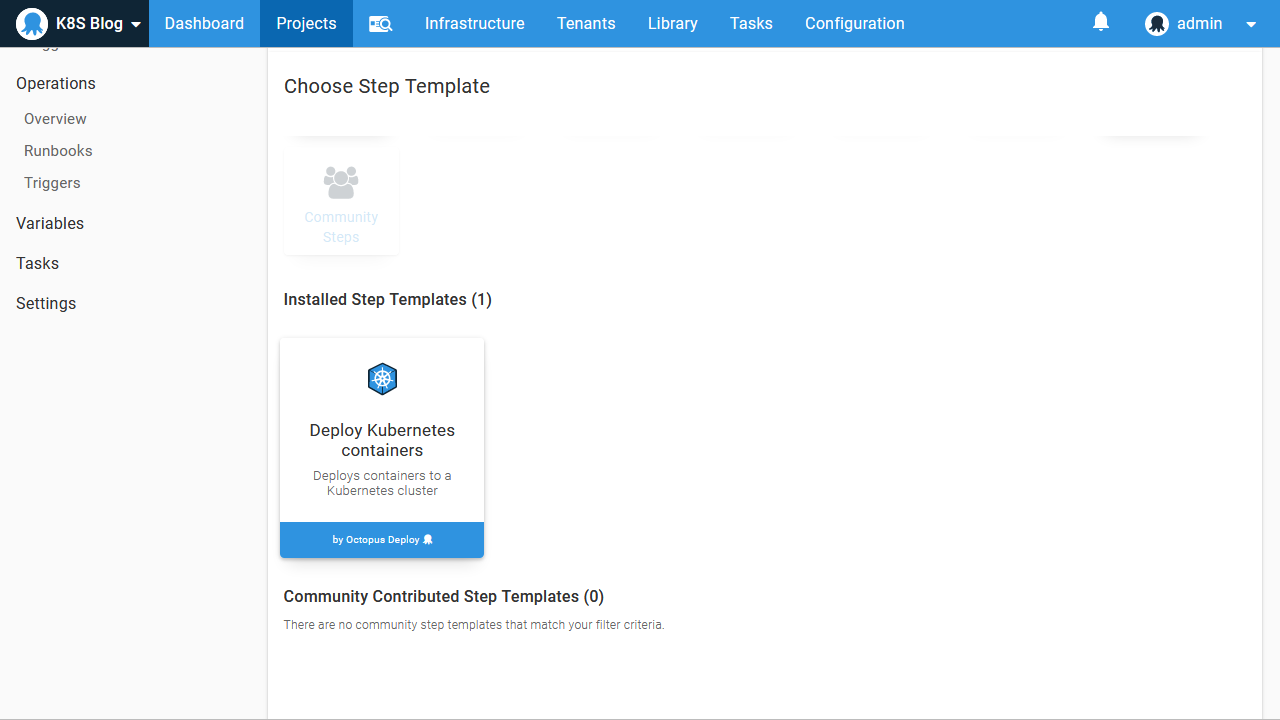 K8S Blog
Dashboard
Projects
Infrastructure
Tenants
Library
Tasks
Configuration
admin
Operations
Overview
Runbooks
Triggers
Variables
Tasks
Settings
Choose Step Template
Community
Steps
Installed Step Templates (1)
Deploy Kubernetes
containers
Deploys containers to a
Kubernetes cluster
by Octopus Deploy
Community Contributed Step Templates (0)
There are no community step templates that match your filter criteria.